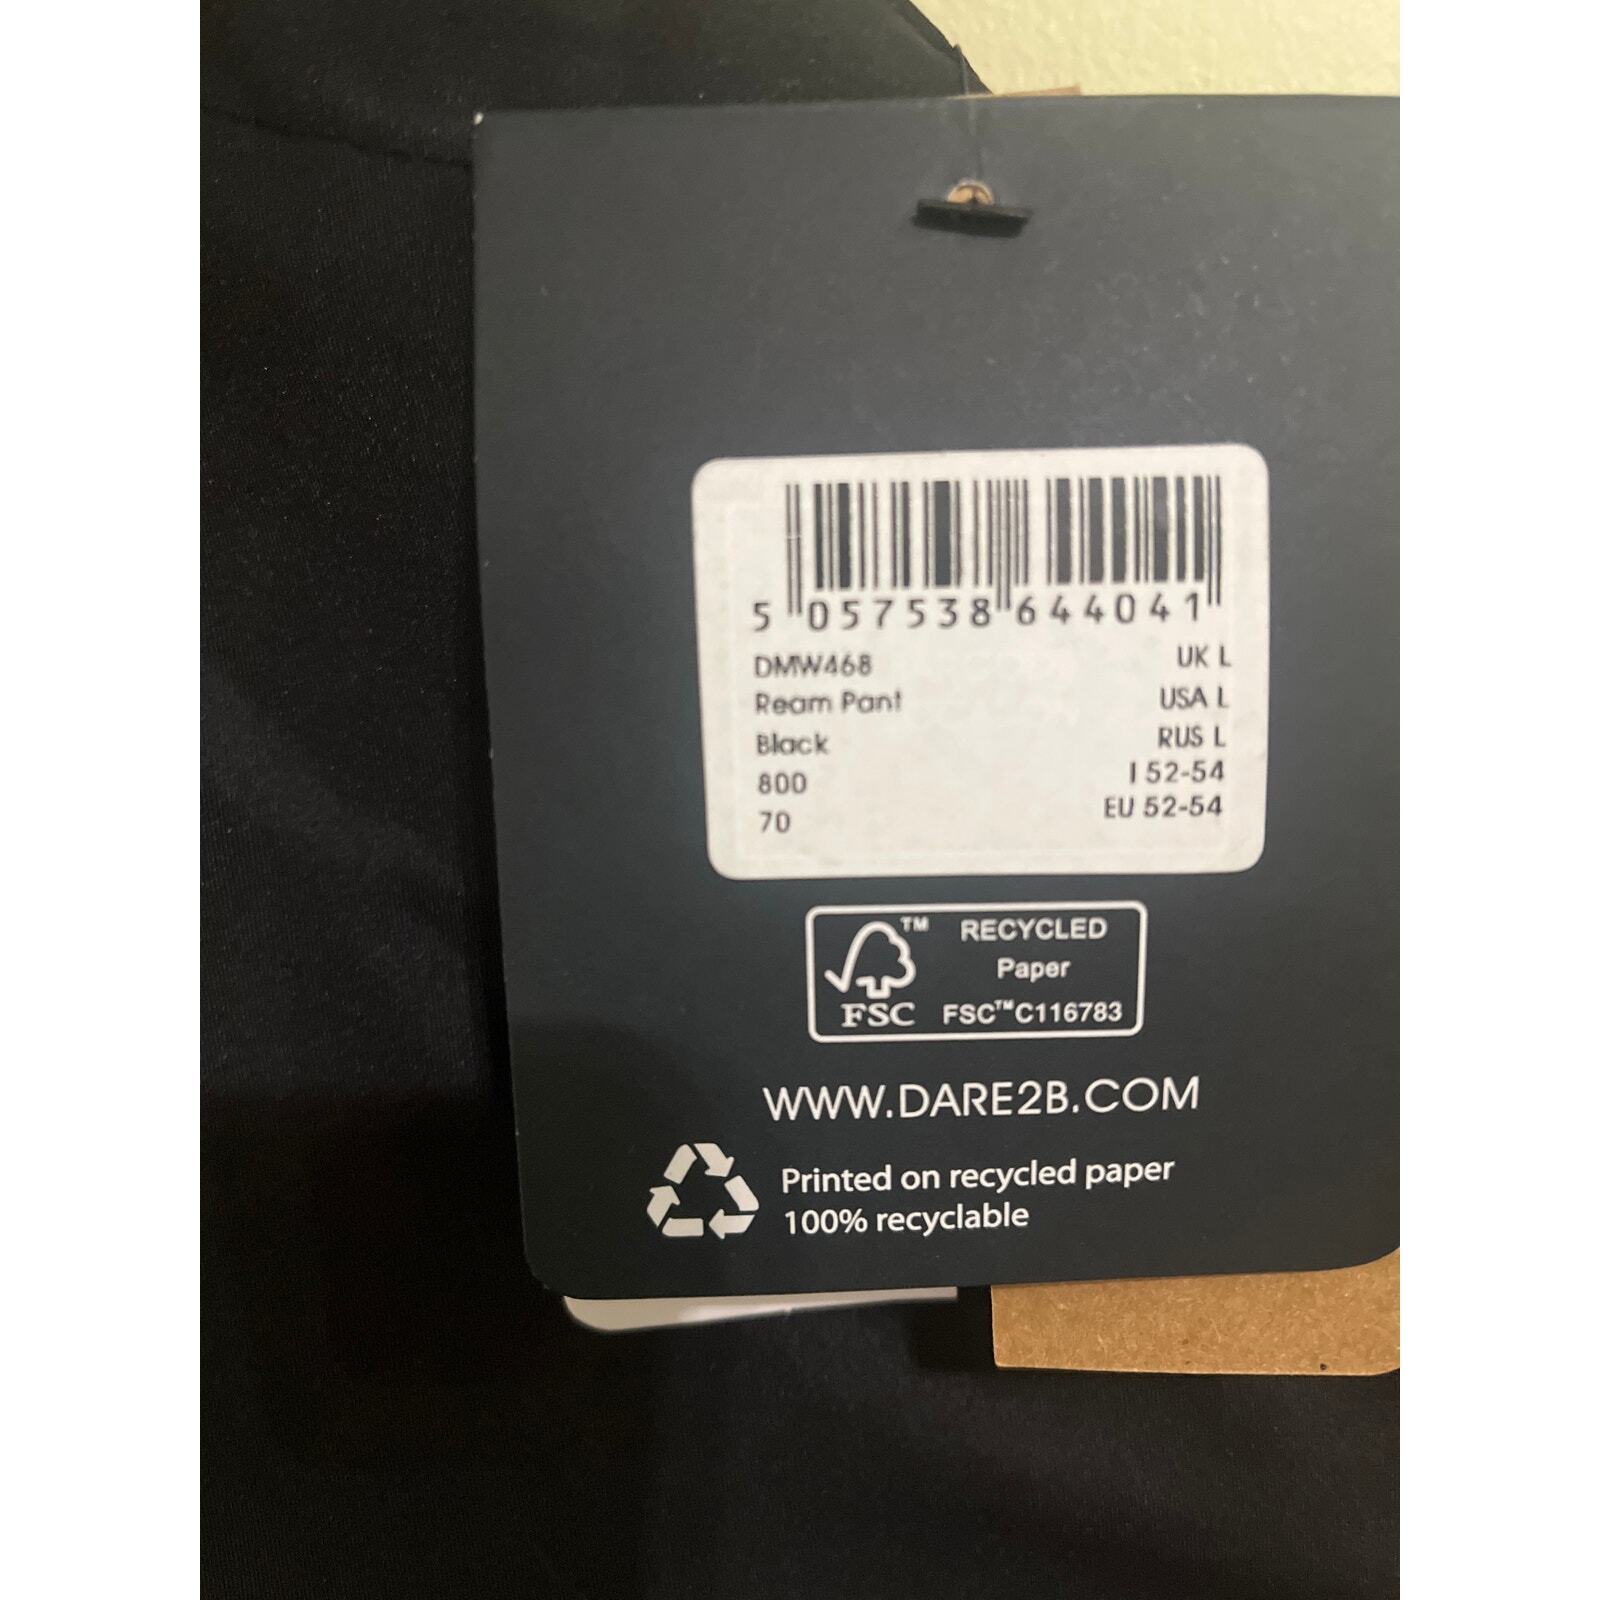 5 057538 644041
DMW468 UK L
Ream Pant USA L
Black RUS L
800 I 52-54
70 EU 52-54
™ RECYCLED
Paper
FSC FSC™C116783
WWW.DARE2B.COM
Printed on recycled paper
100% recyclable